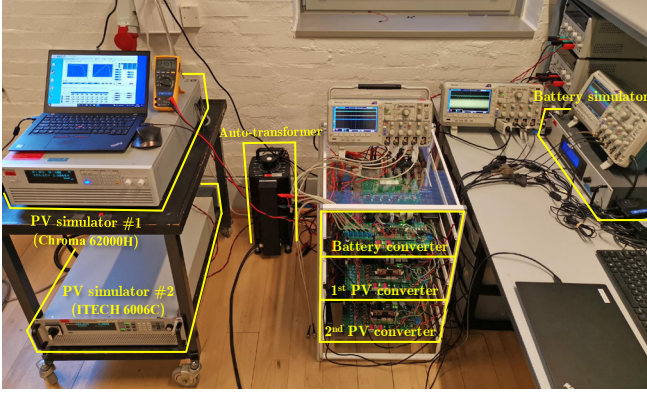 Battery simulator
Auto-transformer
PV simulator #1
(Chroma 62000H)
Battery converter
PV simulator #2
(ITECH 6006C)
1st PV converter
2nd PV converter